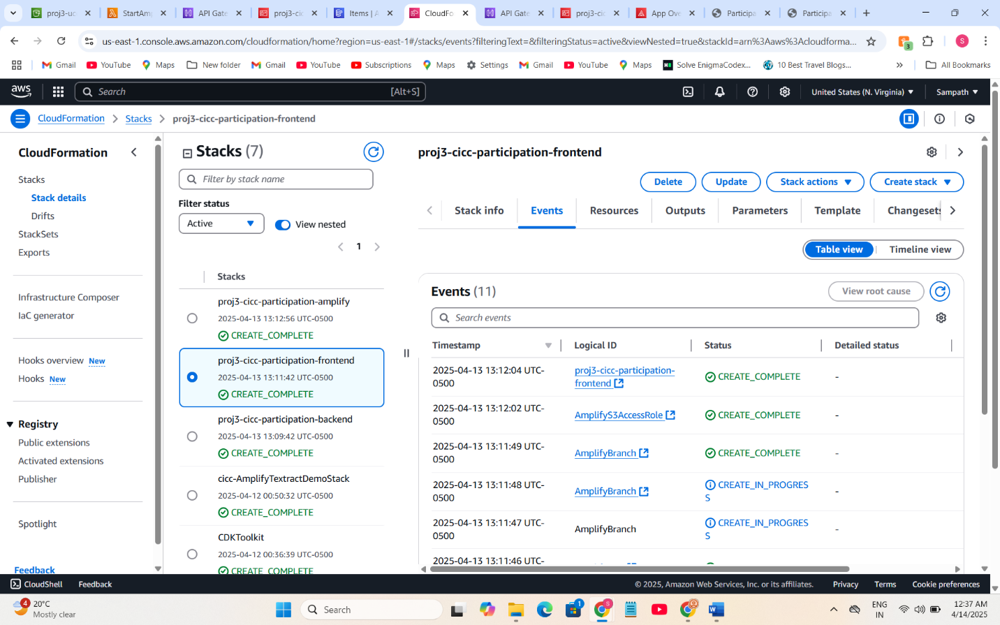 proj3-uc
StartAmp
API Gate
proj3-cic
Items | A
CloudFo
API Gate
proj3-cic
App Ove
Participa
Participa
us-east-1.console.aws.amazon.com/cloudformation/home?region=us-east-1#/stacks/events?filteringText=&filteringStatus=active&viewNested=true&stackId=arn%3Aaws%3Acloudforma...
3
S
Gmail
YouTube
Maps
New folder
Gmail
YouTube
Subscriptions
Maps
Settings
Gmail
YouTube
Maps
Solve EnigmaCodex...
10 Best Travel Blogs...
All Bookmarks
aws
Search
[Alt+S]
United States (N. Virginia)
Sampath
CloudFormation
Stacks
proj3-cicc-participation-frontend
CloudFormation
Stacks
Stack details
Drifts
StackSets
Exports
Infrastructure Composer
IaC generator
Hooks overview New
Hooks New
Registry
Public extensions
Activated extensions
Publisher
Spotlight
Feedback
Stacks (7)
Filter by stack name
Filter status
Active
View nested
1
Stacks
proj3-cicc-participation-amplify
2025-04-13 13:12:56 UTC-0500
CREATE_COMPLETE
proj3-cicc-participation-frontend
2025-04-13 13:11:42 UTC-0500
CREATE_COMPLETE
proj3-cicc-participation-backend
2025-04-13 13:09:42 UTC-0500
CREATE_COMPLETE
cicc-AmplifyTextractDemoStack
2025-04-12 00:50:32 UTC-0500
CREATE_COMPLETE
CDKToolkit
2025-04-12 00:36:39 UTC-0500
CREATE_COMPLETE
proj3-cicc-participation-frontend
Delete
Update
Stack actions
Create stack
Stack info
Events
Resources
Outputs
Parameters
Template
Changesets
Table view
Timeline view
Events (11)
View root cause
Search events
Timestamp
Logical ID
Status
Detailed status
2025-04-13 13:12:04 UTC-
0500
proj3-cicc-participation-
frontend
CREATE_COMPLETE
-
2025-04-13 13:12:02 UTC-
0500
AmplifyS3AccessRole
CREATE_COMPLETE
-
2025-04-13 13:11:49 UTC-
0500
AmplifyBranch
CREATE_COMPLETE
-
2025-04-13 13:11:48 UTC-
0500
AmplifyBranch
CREATE_IN_PROGRES
S
-
2025-04-13 13:11:47 UTC-
0500
AmplifyBranch
CREATE_IN_PROGRES
S
-
2025-04-13 13:11:46 UTC-
CloudShell
Feedback
© 2025, Amazon Web Services, Inc. or its affiliates.
Privacy
Terms
Cookie preferences
4
20°C
Mostly clear
Search
1
S
W
ENG
IN
12:37 AM
4/14/2025